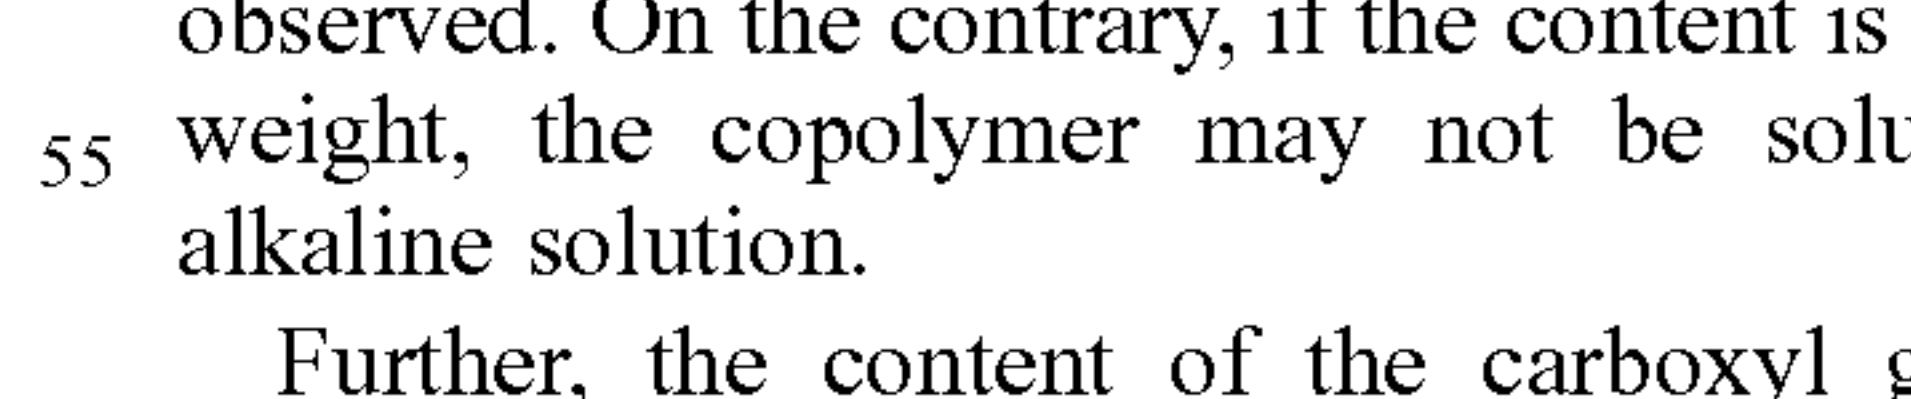 observed. On the contrary, if the content is
55 weight, the copolymer may not be
alkaline solution.
Further, the content of the carboxyl